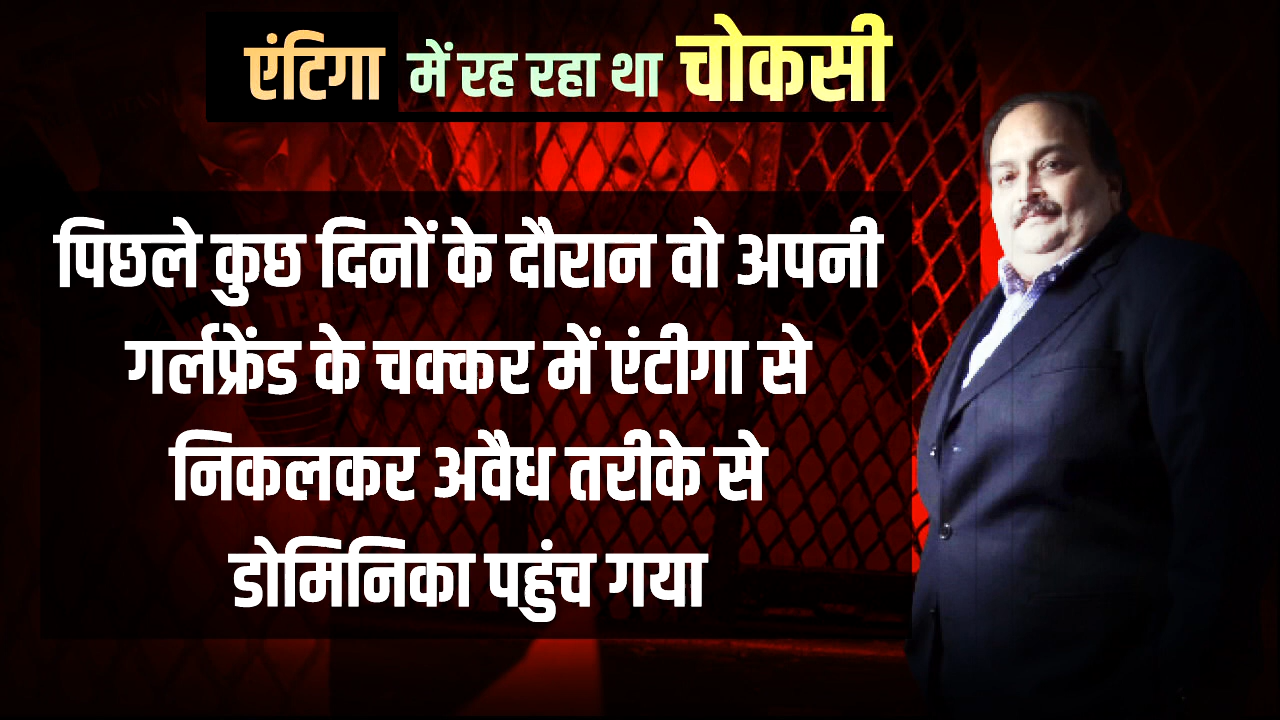 एंटिगा में रह रहा था चोकसी
पिछले कुछ दिनों के दौरान वो अपनी
गर्लफ्रेंड के चक्कर में एंटीगा से
निकलकर अवैध तरीके से
डोमिनिका पहुंच गया